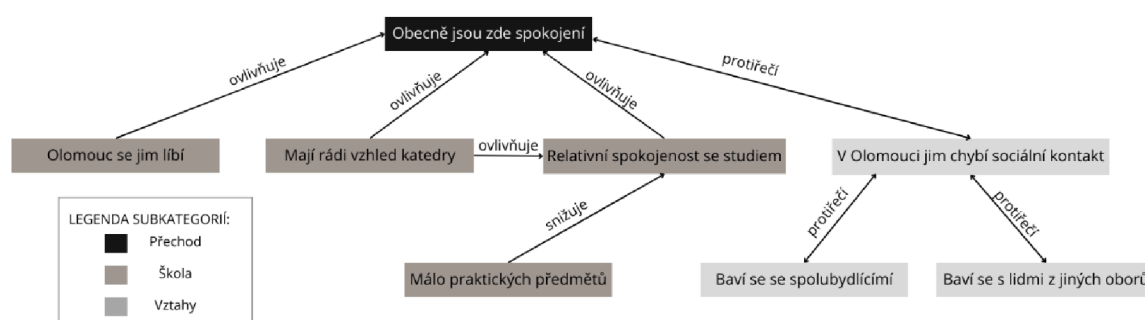 Obecně jsou zde spokojení
ovlivňuje
ovlivňuje
ovlivňuje
protiřečí
Olomouc se jim líbí
Mají rádi vzhled katedry
ovlivňuje
Relativní spokojenost se studiem
V Olomouci jim chybí sociální kontakt
snižuje
protiřečí
protiřečí
Málo praktických předmětů
Baví se se spolubydlícími
Baví se s lidmi z jiných oborů
LEGENDA SUBKATEGORIÍ:
Přechod
Škola
Vztahy